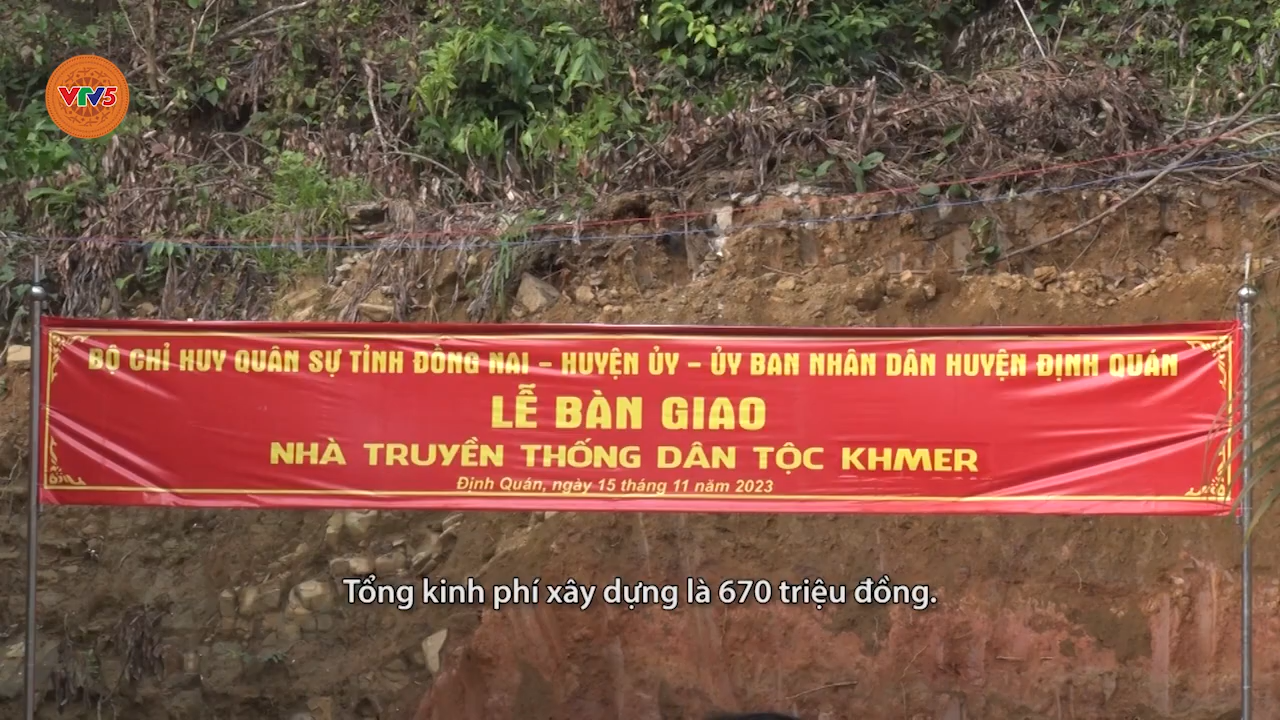 VTV5
BỘ CHỈ HUY QUÂN SỰ TỈNH ĐỒNG NAI – HUYỆN ỦY – ỦY BAN NHÂN DÂN HUYỆN ĐỊNH QUÁN
LỄ BÀN GIAO
NHÀ TRUYỀN THỐNG DÂN TỘC KHMER
Định Quán, ngày 15 tháng 11 năm 2023
Tổng kinh phí xây dựng là 670 triệu đồng.